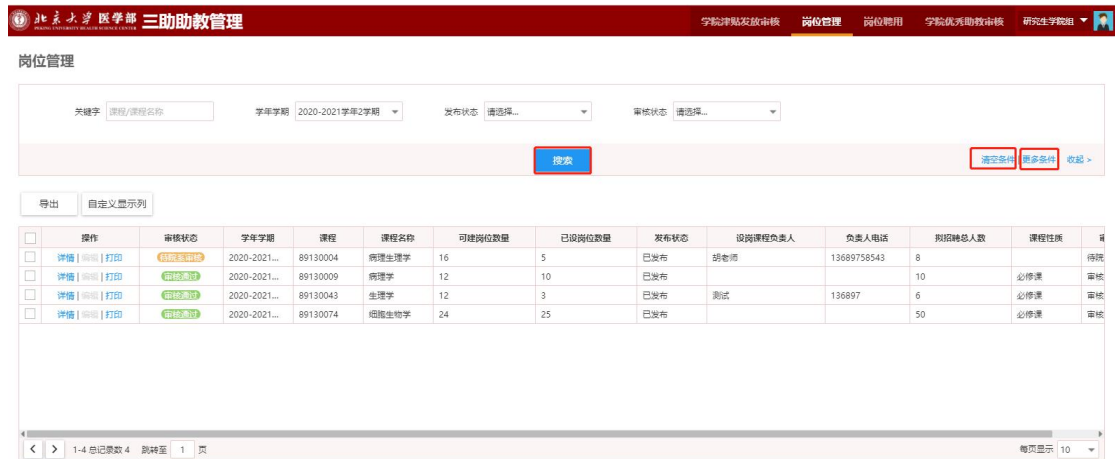 北京大学医学部 三助助教管理 学院津贴发放审核 岗位管理 岗位聘用 学院优秀助教审核 研究生学院组
PEKING UNIVERSITY HEALTH SCIENCE CENTER
岗位管理
关键字 课程/课程名称 学年学期 2020-2021学年2学期 发布状态 请选择... 审核状态 请选择...
搜索 清空条件 | 更多条件 收起
导出 自定义显示列
操作 审核状态 学年学期 课程 课程名称 可建岗位数量 已设岗位数量 发布状态 设岗课程负责人 负责人电话 拟招聘总人数 课程性质 审
详情 | 编辑 | 打印 待院系审核 2020-2021... 89130004 病理生理学 16 5 已发布 胡老师 13689758543 8 待院
详情 | 编辑 | 打印 审核通过 2020-2021... 89130009 病理学 12 10 已发布 10 必修课 审核
详情 | 编辑 | 打印 审核通过 2020-2021... 89130043 生理学 12 3 已发布 测试 136897 6 必修课 审核
详情 | 编辑 | 打印 审核通过 2020-2021... 89130074 细胞生物学 24 25 已发布 50 必修课 审核
1-4 总记录数 4 跳转至 1 页 每页显示 10